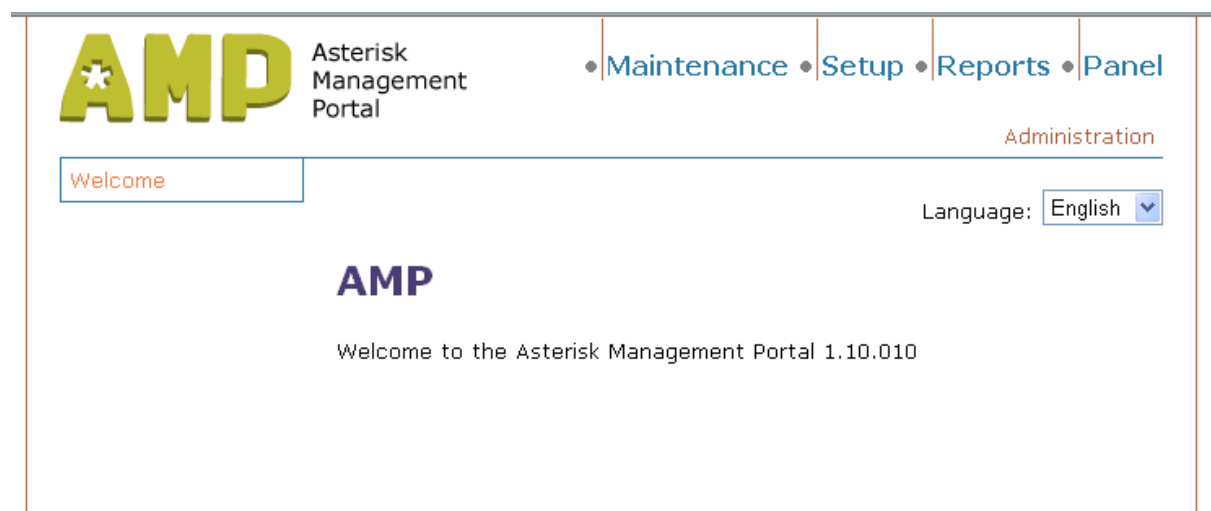 AMP
Asterisk
Management
Portal
Maintenance Setup Reports Panel
Administration
Welcome
Language: English
AMP
Welcome to the Asterisk Management Portal 1.10.010